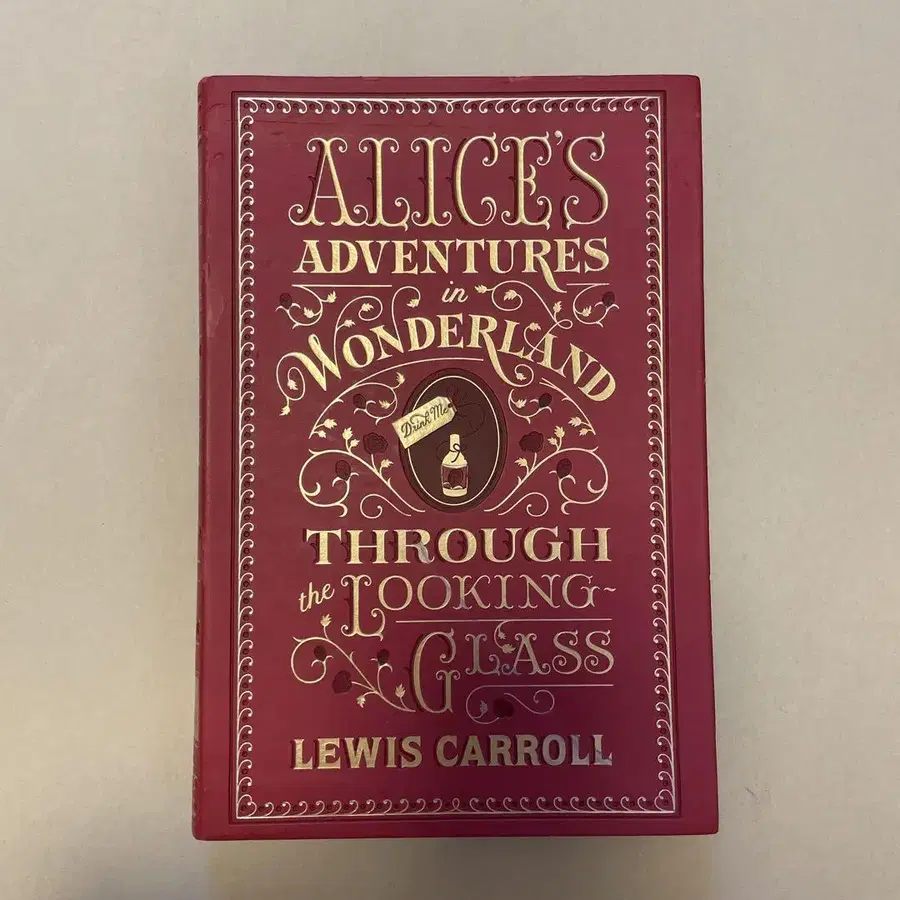 ALICE'S
ADVENTURES
in
WONDERLAND
Drink Me
THROUGH
the LOOKING-
GLASS
LEWIS CARROLL